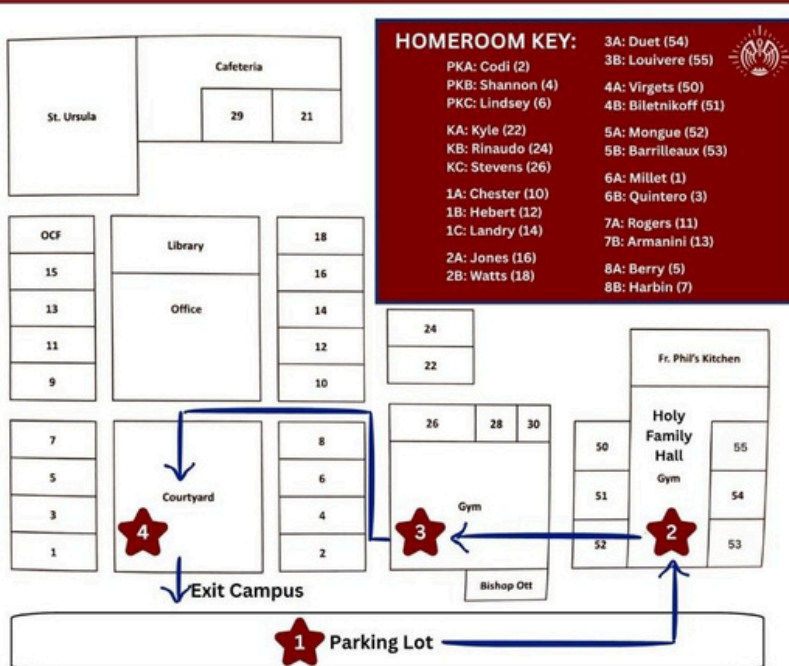 HOMEROOM KEY:
PKA: Codi (2)
PKB: Shannon (4)
PKC: Lindsey (6)
KA: Kyle (22)
KB: Rinaudo (24)
KC: Stevens (26)
1A: Chester (10)
1B: Hebert (12)
1C: Landry (14)
2A: Jones (16)
2B: Watts (18)
3A: Duet (54)
3B: Louivere (55)
4A: Virgets (50)
4B: Biletnikoff (51)
5A: Mongue (52)
5B: Barrilleaux (53)
6A: Millet (1)
6B: Quintero (3)
7A: Rogers (11)
7B: Armanini (13)
8A: Berry (5)
8B: Harbin (7)
St. Ursula
Cafeteria
29
21
OCF
15
13
11
9
Library
Office
18
16
14
12
10
24
22
Fr. Phil's Kitchen
Holy
Family
Hall
Gym
50
51
52
55
54
53
2
26
28
30
Gym
3
Bishop Ott
7
5
3
1
Courtyard
4
8
6
4
2
Exit Campus
1
Parking Lot